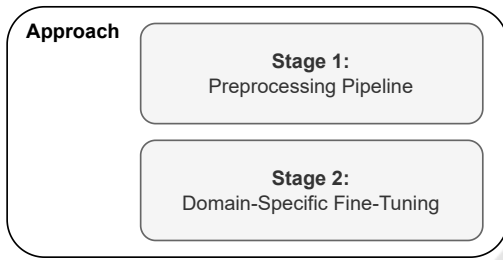 Approach
Stage 1:
Preprocessing Pipeline
Stage 2:
Domain-Specific Fine-Tuning